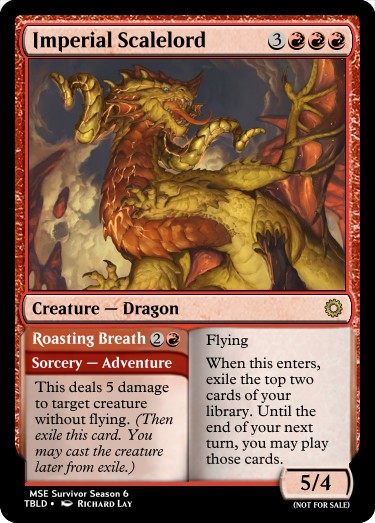 Imperial Scalelord 3
Creature — Dragon
Roasting Breath 2
Sorcery — Adventure
This deals 5 damage
to target creature
without flying. (Then
exile this card. You
may cast the creature
later from exile.)
Flying
When this enters,
exile the top two
cards of your
library. Until the
end of your next
turn, you may play
those cards.
5/4
MSE Survivor Season 6
TBLD • Richard Lay
(NOT FOR SALE)